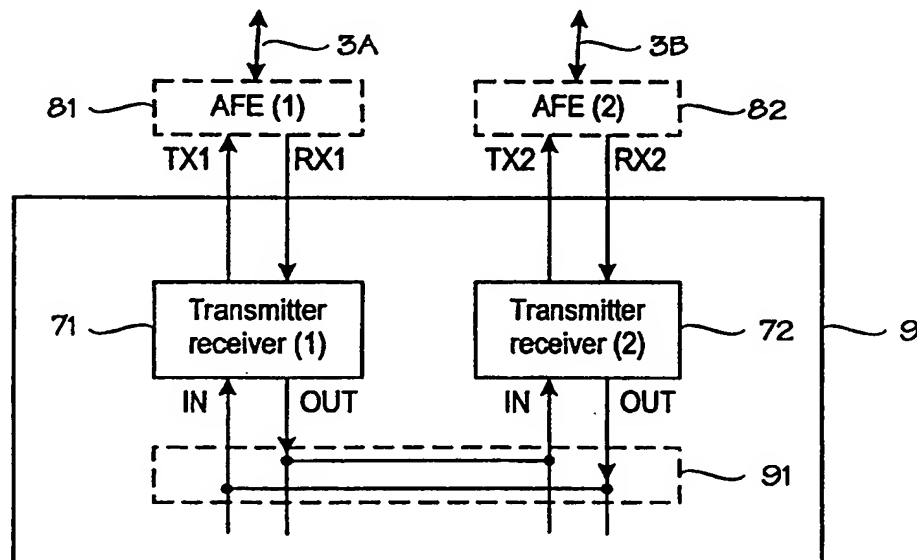 3A
3B
81
AFE (1)
AFE (2)
82
TX1
RX1
TX2
RX2
71
Transmitter
receiver (1)
Transmitter
receiver (2)
72
9
IN
OUT
IN
OUT
91